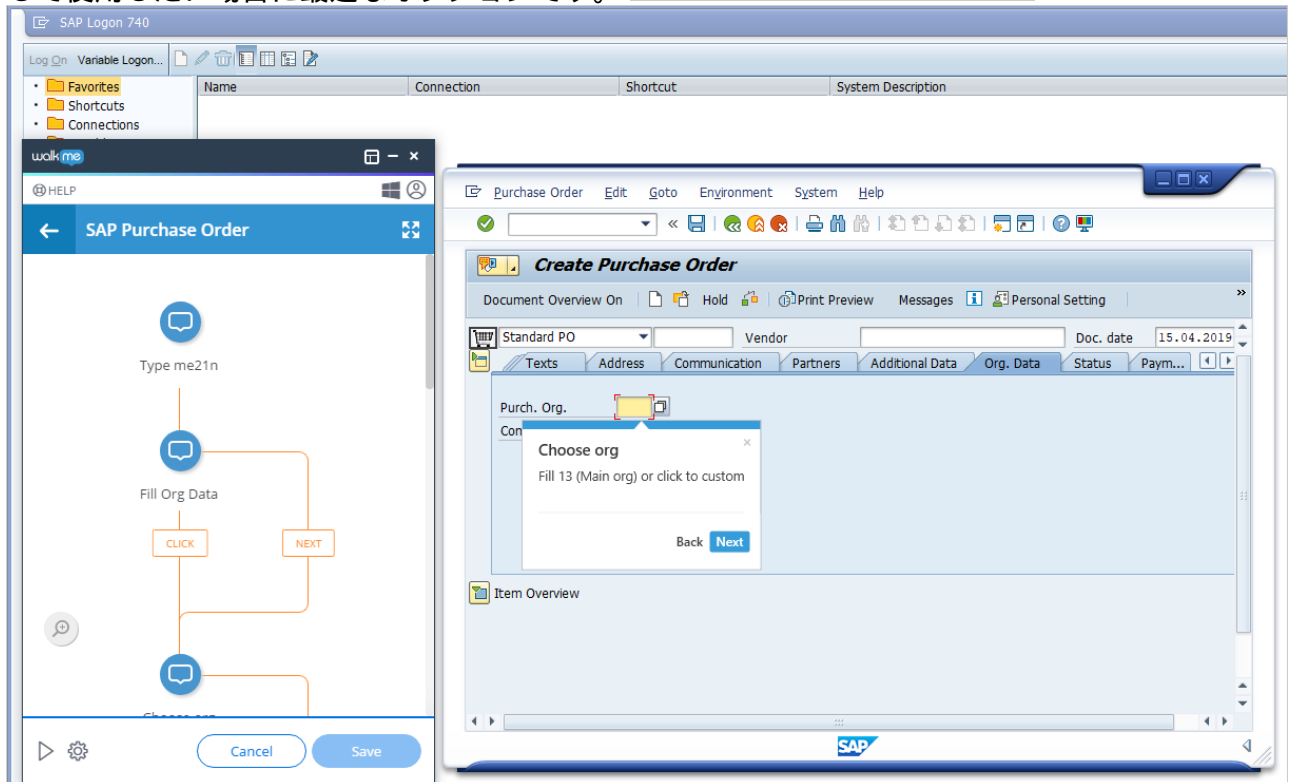 SAP Logon 740
Log On Variable Logon...
Favorites
Shortcuts
Connections
Name Connection Shortcut System Description
walkme
HELP
SAP Purchase Order
Type me21n
Fill Org Data
CLICK NEXT
Cancel Save
Purchase Order Edit Goto Environment System Help
Create Purchase Order
Document Overview On Hold Print Preview Messages Personal Setting
Standard PO Vendor Doc. date 15.04.2019
Texts Address Communication Partners Additional Data Org. Data Status Paym...
Purch. Org.
Com
Choose org
Fill 13 (Main org) or click to custom
Back Next
Item Overview
SAP